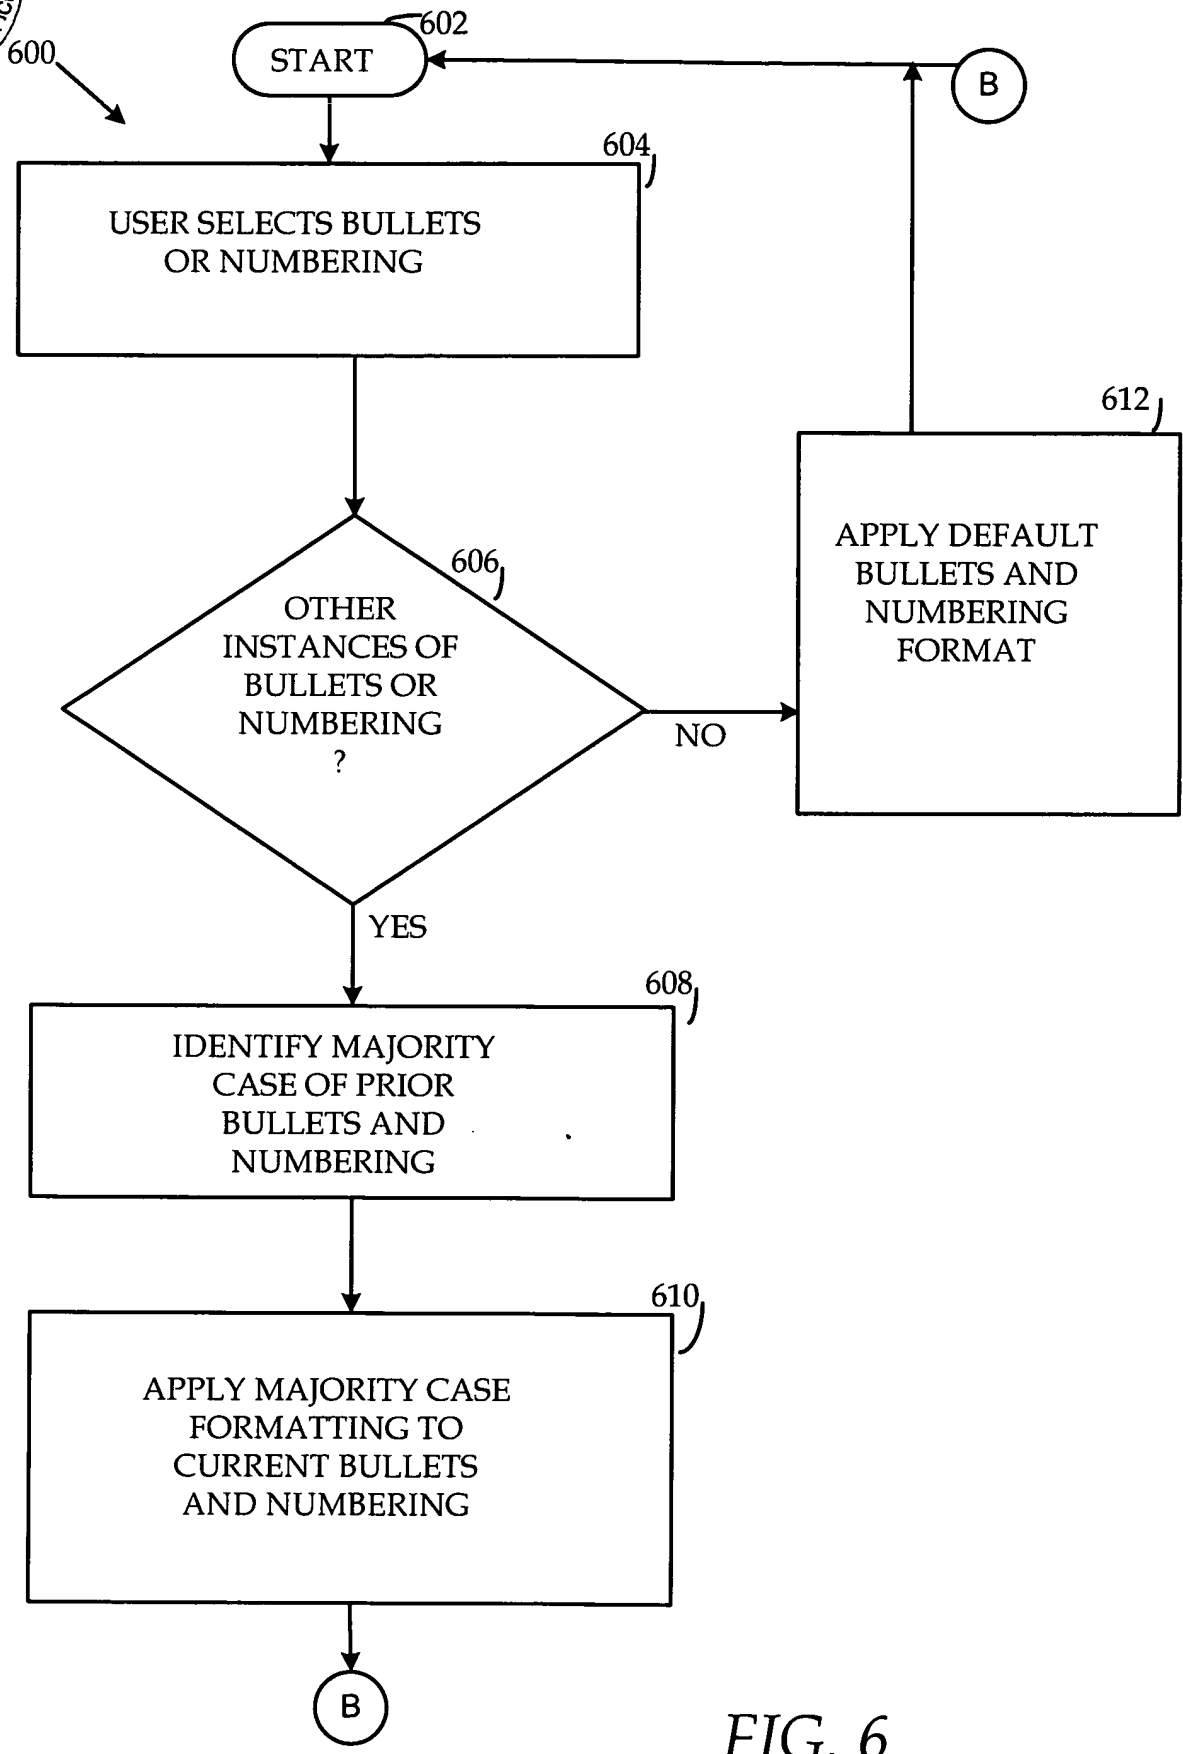 600
602
START
B
604
USER SELECTS BULLETS
OR NUMBERING
612
APPLY DEFAULT
BULLETS AND
NUMBERING
FORMAT
606
OTHER
INSTANCES OF
BULLETS OR
NUMBERING
?
NO
YES
608
IDENTIFY MAJORITY
CASE OF PRIOR
BULLETS AND
NUMBERING
610
APPLY MAJORITY CASE
FORMATTING TO
CURRENT BULLETS
AND NUMBERING
B
FIG. 6